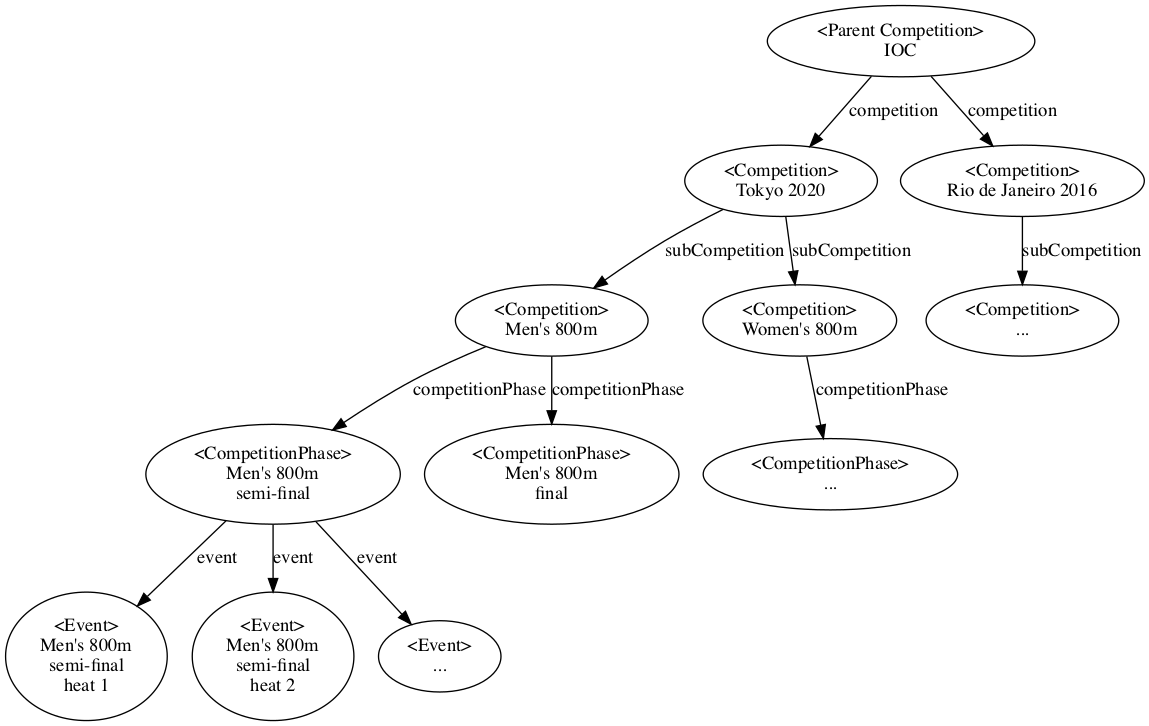 <Parent Competition>
IOC
competition
competition
<Competition>
Tokyo 2020
<Competition>
Rio de Janeiro 2016
subCompetition
subCompetition
subCompetition
<Competition>
Men's 800m
<Competition>
Women's 800m
<Competition>
...
competitionPhase
competitionPhase
competitionPhase
<CompetitionPhase>
Men's 800m
semi-final
<CompetitionPhase>
Men's 800m
final
<CompetitionPhase>
...
event
event
event
<Event>
Men's 800m
semi-final
heat 1
<Event>
Men's 800m
semi-final
heat 2
<Event>
...